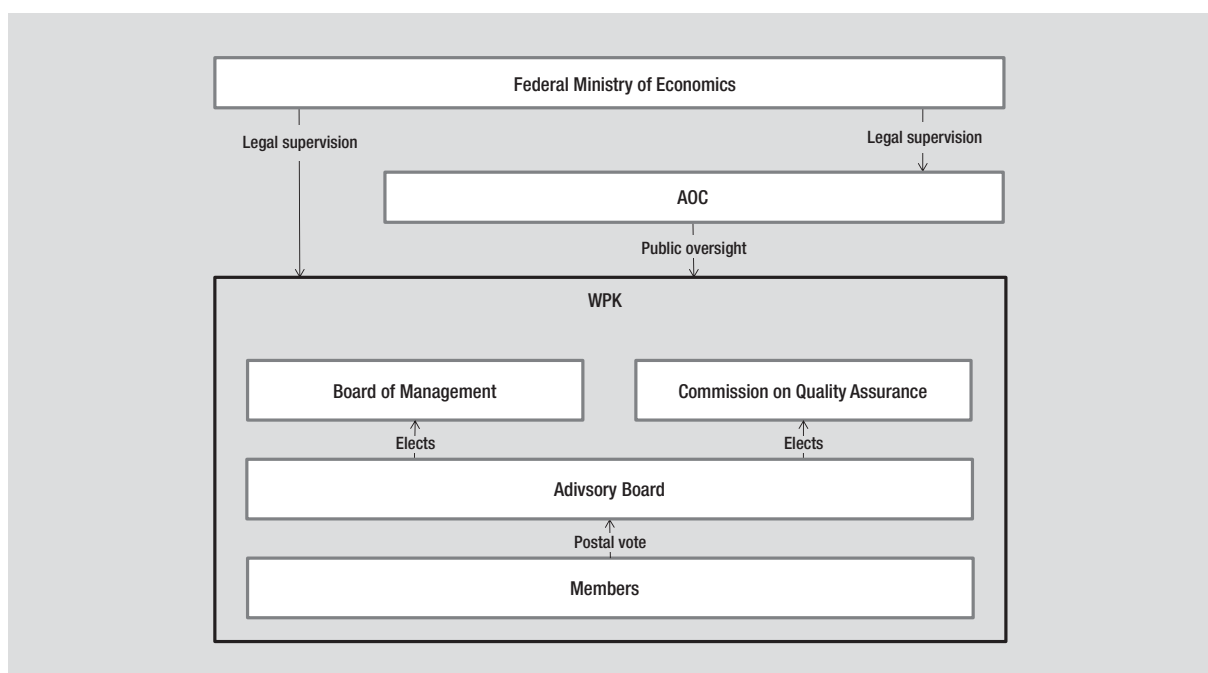 Federal Ministry of Economics
Legal supervision
Legal supervision
AOC
Public oversight
WPK
Board of Management
Commission on Quality Assurance
Elects
Elects
Adivsory Board
Postal vote
Members